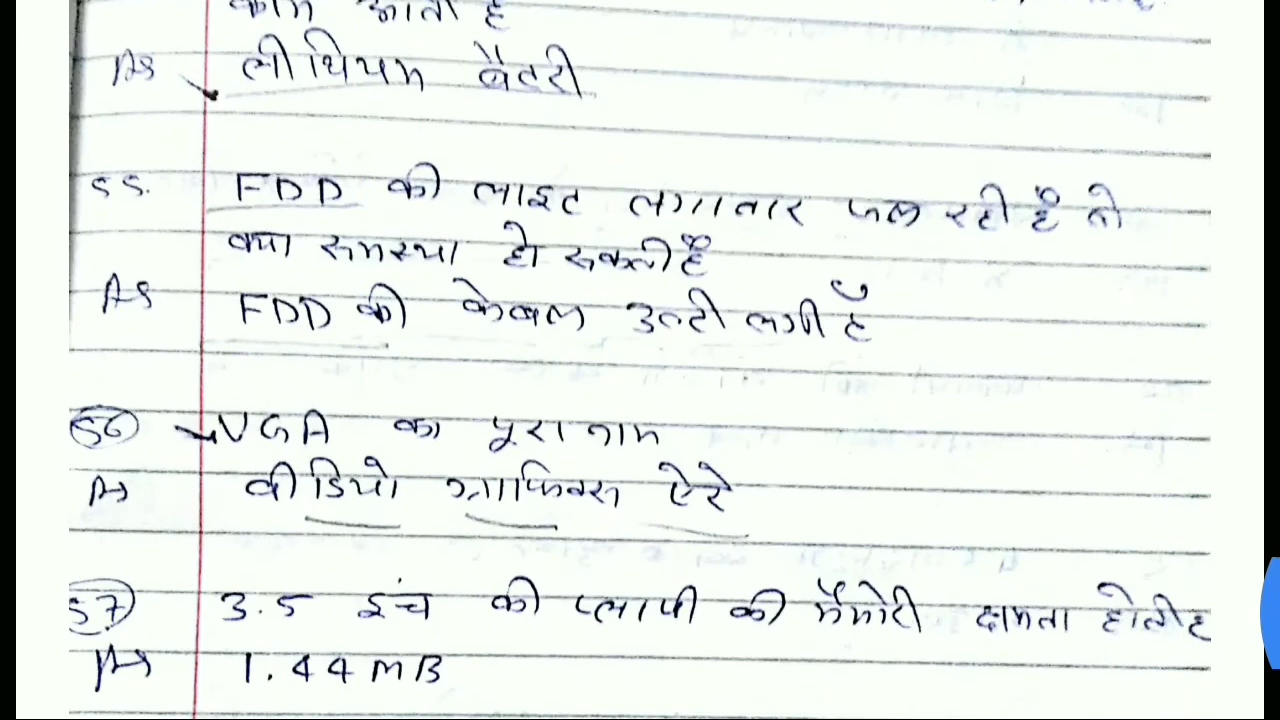 काम आती है
As लीथियम बैटरी
55. FDD की लाइट लगातार जल रही है तो
क्या समस्या हो सकती है
As FDD की केबल उल्टी लगी है
56 VGA का पूरा नाम
As वीडियो ग्राफिक्स ऐरे
57 3.5 इंच की प्लापी की मैमोरी क्षमता होती है
As 1.44 MB